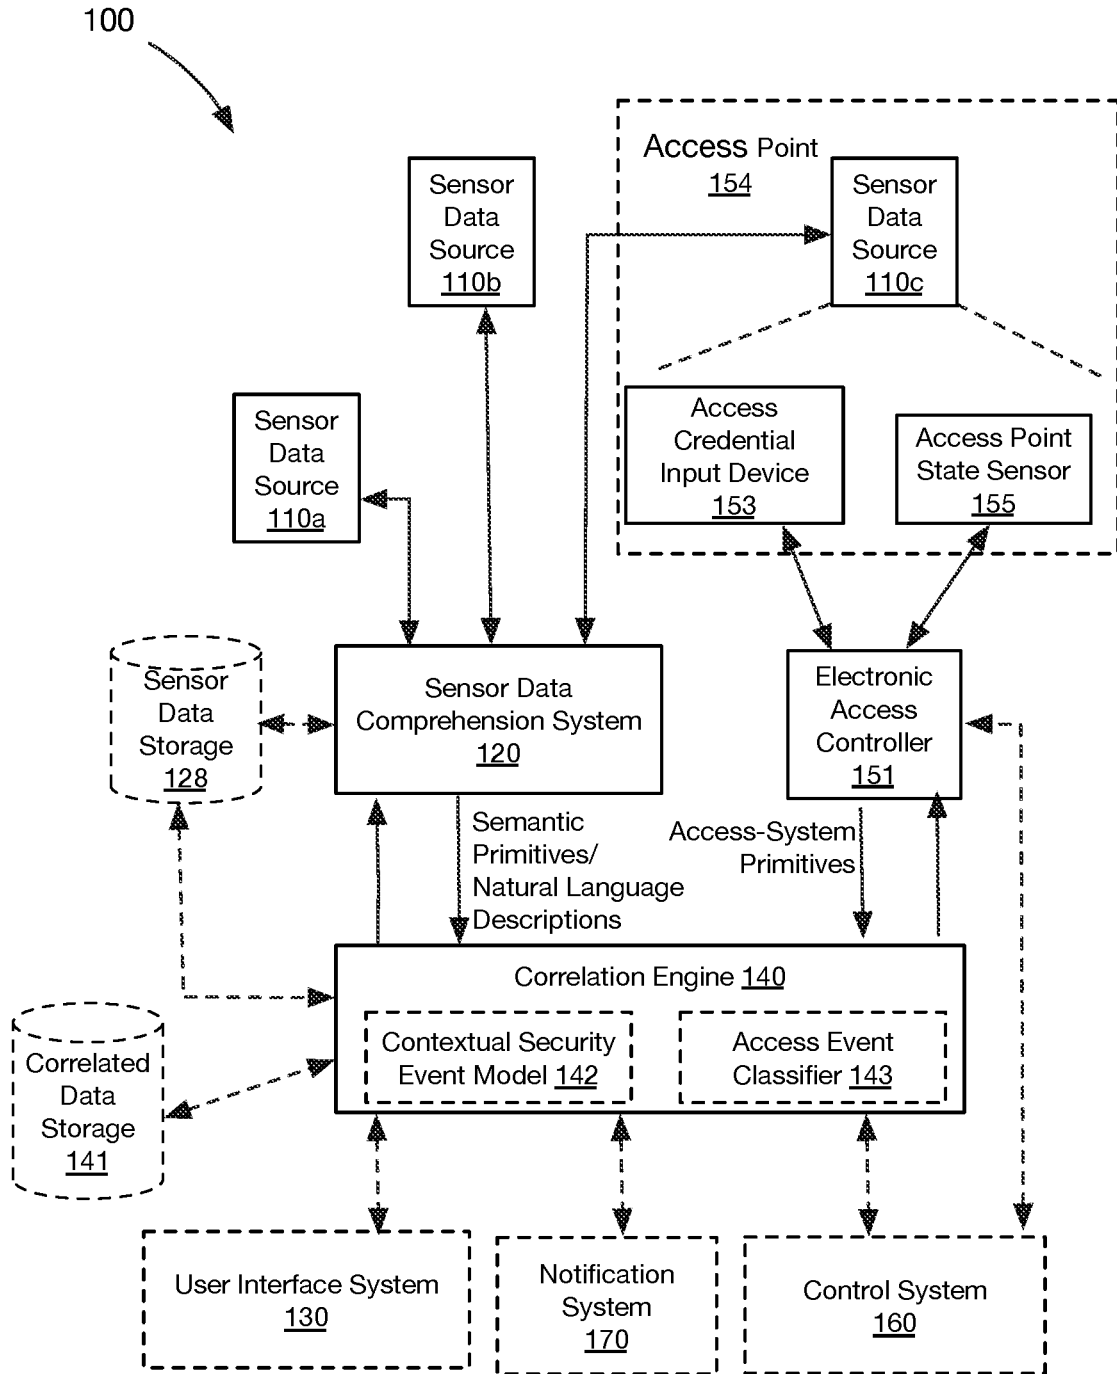 100
Access Point
154
Sensor
Data
Source
110b
Sensor
Data
Source
110c
Sensor
Data
Source
110a
Access
Credential
Input Device
153
Access Point
State Sensor
155
Sensor
Data
Storage
128
Sensor Data
Comprehension System
120
Electronic
Access
Controller
151
Semantic
Primitives/
Natural Language
Descriptions
Access-System
Primitives
Correlation Engine 140
Contextual Security
Event Model 142
Access Event
Classifier 143
Correlated
Data
Storage
141
User Interface System
130
Notification
System
170
Control System
160